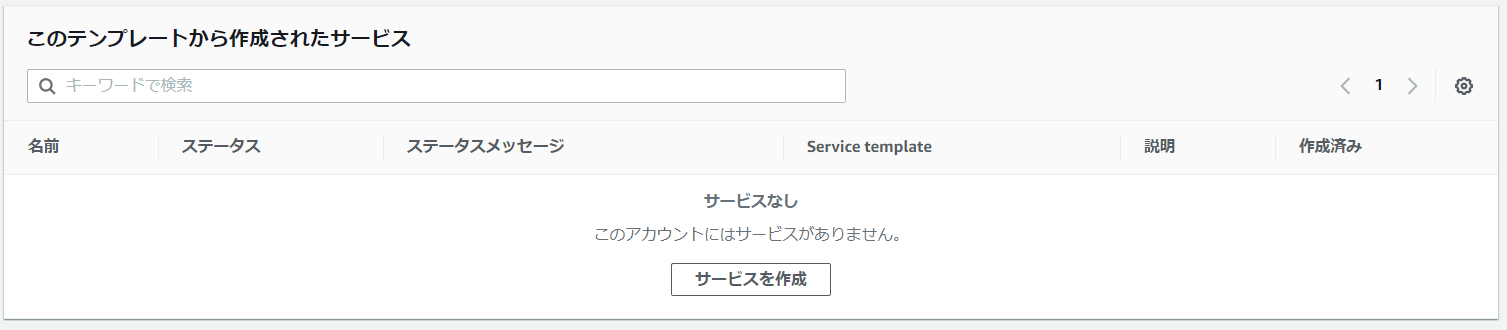 このテンプレートから作成されたサービス
キーワードで検索
1
名前 ステータス ステータスメッセージ Service template 説明 作成済み
サービスなし
このアカウントにはサービスがありません。
サービスを作成